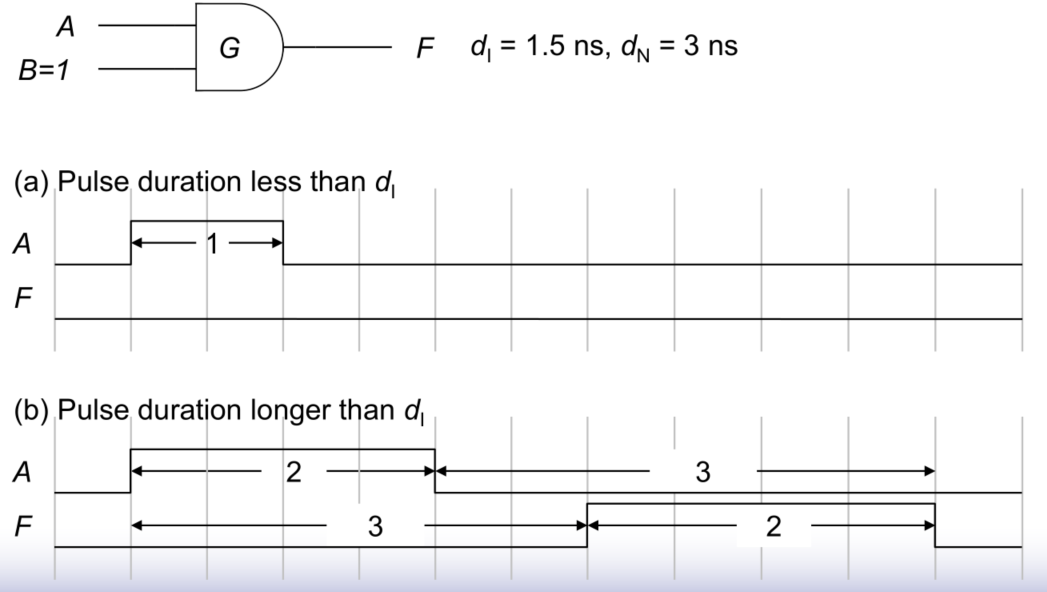 A
G
F d_I = 1.5 ns, d_N = 3 ns
B=1
(a) Pulse duration less than d_I
A
1
F
(b) Pulse duration longer than d_I
A 2 3
F 3 2